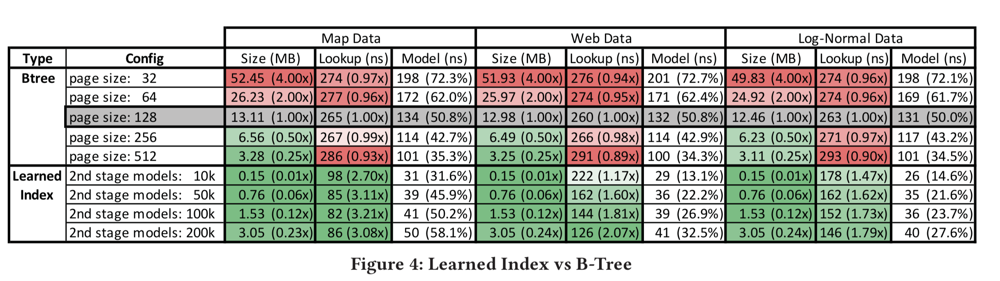 Map Data Web Data Log-Normal Data
Type Config Size (MB) Lookup (ns) Model (ns) Size (MB) Lookup (ns) Model (ns) Size (MB) Lookup (ns) Model (ns)
Btree page size: 32 52.45 (4.00x) 274 (0.97x) 198 (72.3%) 51.93 (4.00x) 276 (0.94x) 201 (72.7%) 49.83 (4.00x) 274 (0.96x) 198 (72.1%)
page size: 64 26.23 (2.00x) 277 (0.96x) 172 (62.0%) 25.97 (2.00x) 274 (0.95x) 171 (62.4%) 24.92 (2.00x) 274 (0.96x) 169 (61.7%)
page size: 128 13.11 (1.00x) 265 (1.00x) 134 (50.8%) 12.98 (1.00x) 260 (1.00x) 132 (50.8%) 12.46 (1.00x) 263 (1.00x) 131 (50.0%)
page size: 256 6.56 (0.50x) 267 (0.99x) 114 (42.7%) 6.49 (0.50x) 266 (0.98x) 114 (42.9%) 6.23 (0.50x) 271 (0.97x) 117 (43.2%)
page size: 512 3.28 (0.25x) 286 (0.93x) 101 (35.3%) 3.25 (0.25x) 291 (0.89x) 100 (34.3%) 3.11 (0.25x) 293 (0.90x) 101 (34.5%)
Learned 2nd stage models: 10k 0.15 (0.01x) 98 (2.70x) 31 (31.6%) 0.15 (0.01x) 222 (1.17x) 29 (13.1%) 0.15 (0.01x) 178 (1.47x) 26 (14.6%)
Index 2nd stage models: 50k 0.76 (0.06x) 85 (3.11x) 39 (45.9%) 0.76 (0.06x) 162 (1.60x) 36 (22.2%) 0.76 (0.06x) 162 (1.62x) 35 (21.6%)
2nd stage models: 100k 1.53 (0.12x) 82 (3.21x) 41 (50.2%) 1.53 (0.12x) 144 (1.81x) 39 (26.9%) 1.53 (0.12x) 152 (1.73x) 36 (23.7%)
2nd stage models: 200k 3.05 (0.23x) 86 (3.08x) 50 (58.1%) 3.05 (0.24x) 126 (2.07x) 41 (32.5%) 3.05 (0.24x) 146 (1.79x) 40 (27.6%)
Figure 4: Learned Index vs B-Tree